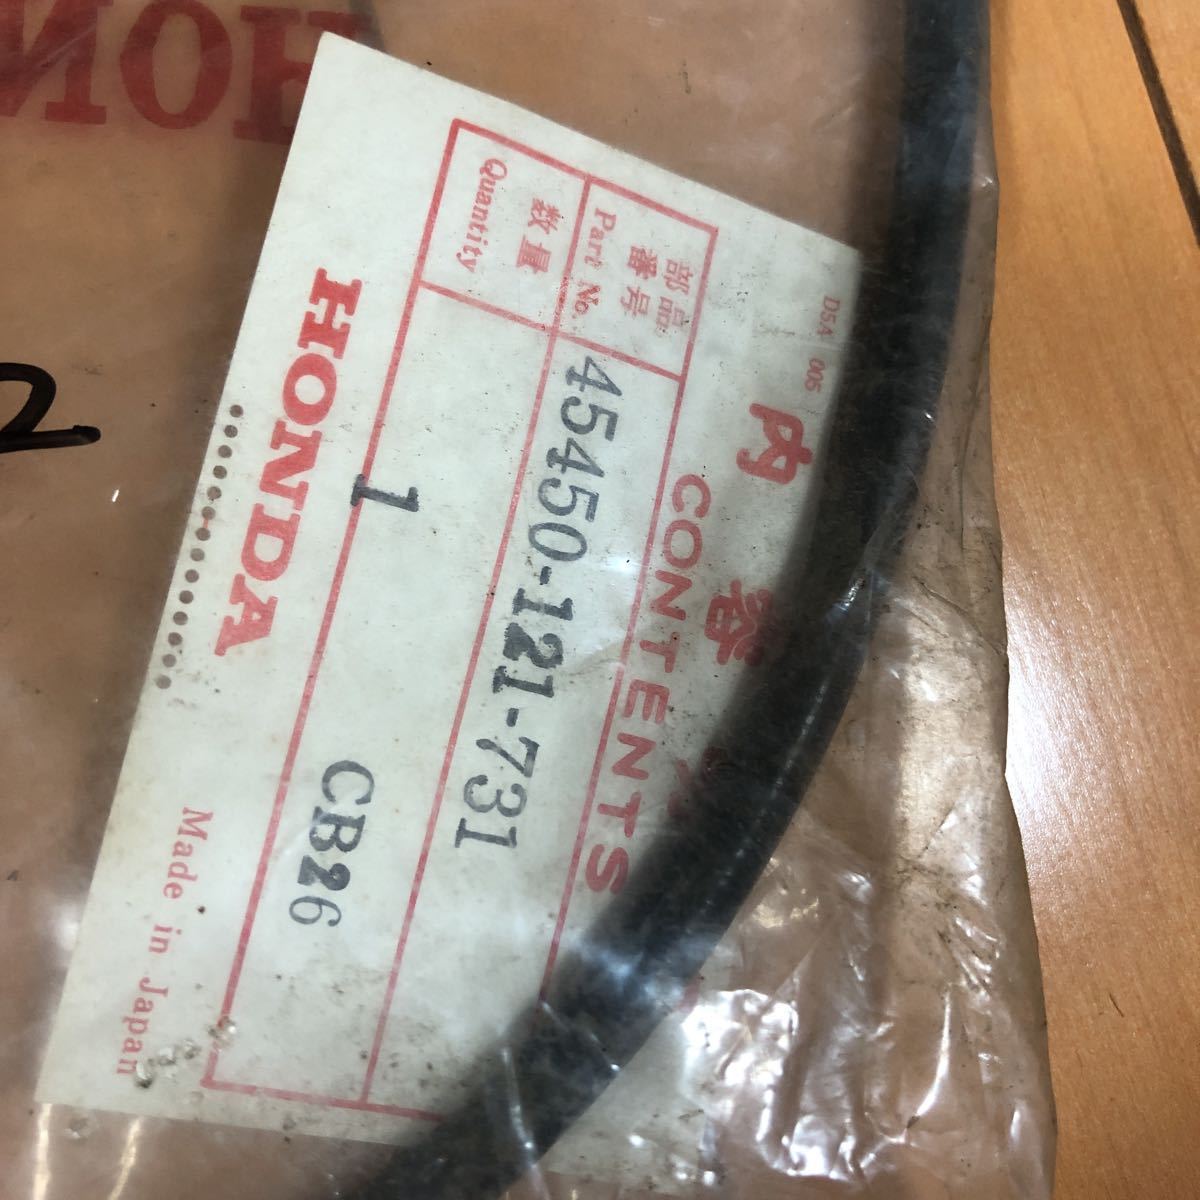 HON
D5A 005
内容
CONTENTS
部品番号
Part No.
45450-121-731
数量
Quantity
1
CB26
HONDA
Made in Japan